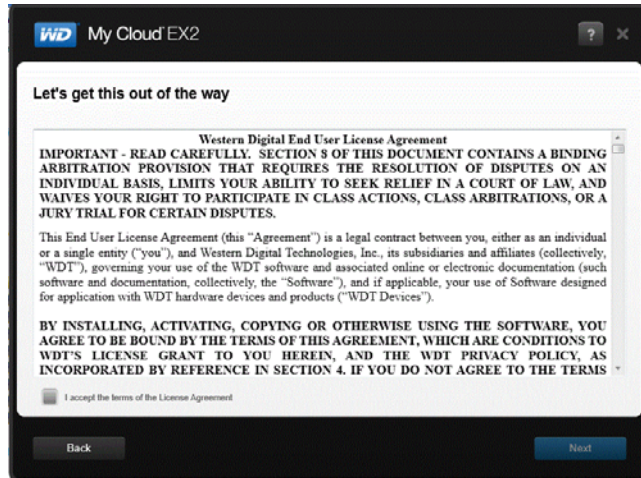 WD My Cloud EX2
?
Let's get this out of the way
Western Digital End User License Agreement
IMPORTANT - READ CAREFULLY. SECTION 8 OF THIS DOCUMENT CONTAINS A BINDING
ARBITRATION PROVISION THAT REQUIRES THE RESOLUTION OF DISPUTES ON AN
INDIVIDUAL BASIS, LIMITS YOUR ABILITY TO SEEK RELIEF IN A COURT OF LAW, AND
WAIVES YOUR RIGHT TO PARTICIPATE IN CLASS ACTIONS, CLASS ARBITRATIONS, OR A
JURY TRIAL FOR CERTAIN DISPUTES.
This End User License Agreement (this “Agreement”) is a legal contract between you, either as an individual
or a single entity (“you”), and Western Digital Technologies, Inc., its subsidiaries and affiliates (collectively,
“WDT”), governing your use of the WDT software and associated online or electronic documentation (such
software and documentation, collectively, the “Software”), and if applicable, your use of Software designed
for application with WDT hardware devices and products (“WDT Devices”).
BY INSTALLING, ACTIVATING, COPYING OR OTHERWISE USING THE SOFTWARE, YOU
AGREE TO BE BOUND BY THE TERMS OF THIS AGREEMENT, WHICH ARE CONDITIONS TO
WDT’S LICENSE GRANT TO YOU HEREIN, AND THE WDT PRIVACY POLICY, AS
INCORPORATED BY REFERENCE IN SECTION 4. IF YOU DO NOT AGREE TO THE TERMS
I accept the terms of the License Agreement
Back
Next